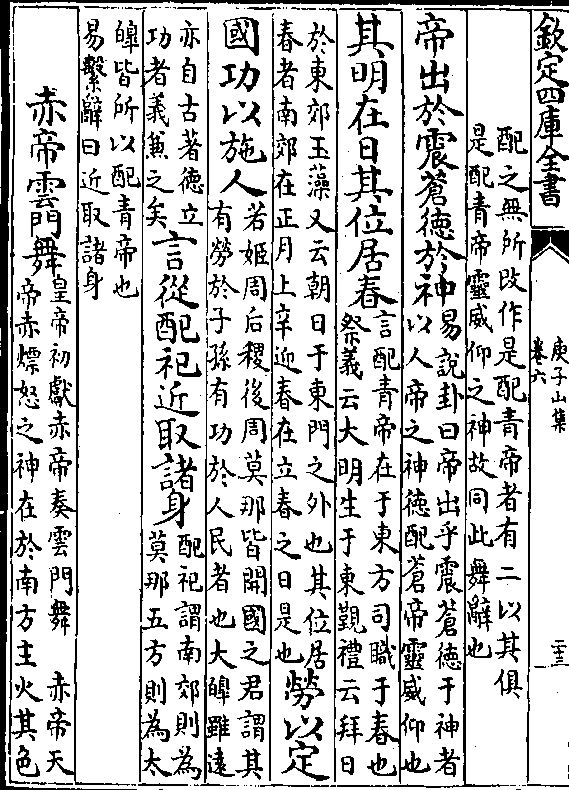 欽定四庫全書
庾子山集
卷六
二十三
配之無所改作是配青帝者有二以其俱
是配青帝靈威仰之神故同此舞辭也
帝出於震蒼德於神易說卦曰帝出乎震蒼德于神者
以人帝之神德配蒼帝靈威仰也
其明在日其位居春言配青帝在于東方司職于春也
祭義云大明生于東覲禮云拜日
於東郊玉藻又云朝日于東門之外也其位居
春者南郊在正月上辛迎春在立春之日是也勞以定
國功以施人若姬周后稷後周莫那皆開國之君謂其
有勞於子孫有功於人民者也大皥雖遠
亦自古著德立
功者義兼之矣言從配祀近取諸身配祀謂南郊則為
莫那五方則為太
皥皆所以配青帝也
易繫辭曰近取諸身
赤帝雲門舞皇帝初獻赤帝奏雲門舞 赤帝天
帝赤熛怒之神在於南方主火其色